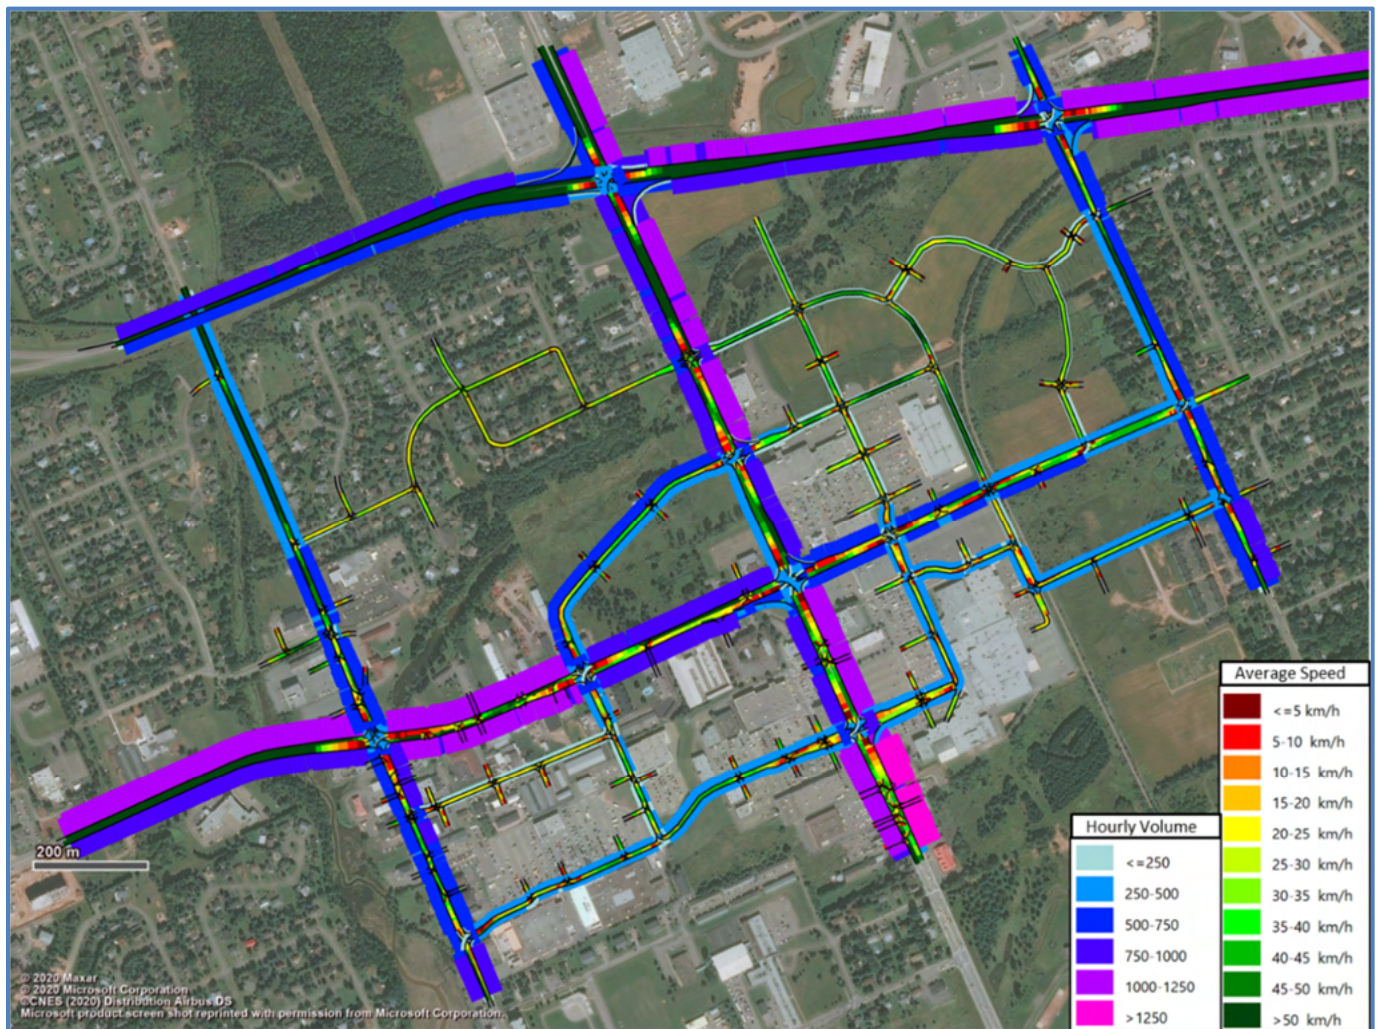 200 m
© 2020 Maxar
© 2020 Microsoft Corporation
©CNES (2020) Distribution Airbus DS
Microsoft product screen shot reprinted with permission from Microsoft Corporation.
Hourly Volume
<=250
250-500
500-750
750-1000
1000-1250
>1250
Average Speed
<=5 km/h
5-10 km/h
10-15 km/h
15-20 km/h
20-25 km/h
25-30 km/h
30-35 km/h
35-40 km/h
40-45 km/h
45-50 km/h
>50 km/h